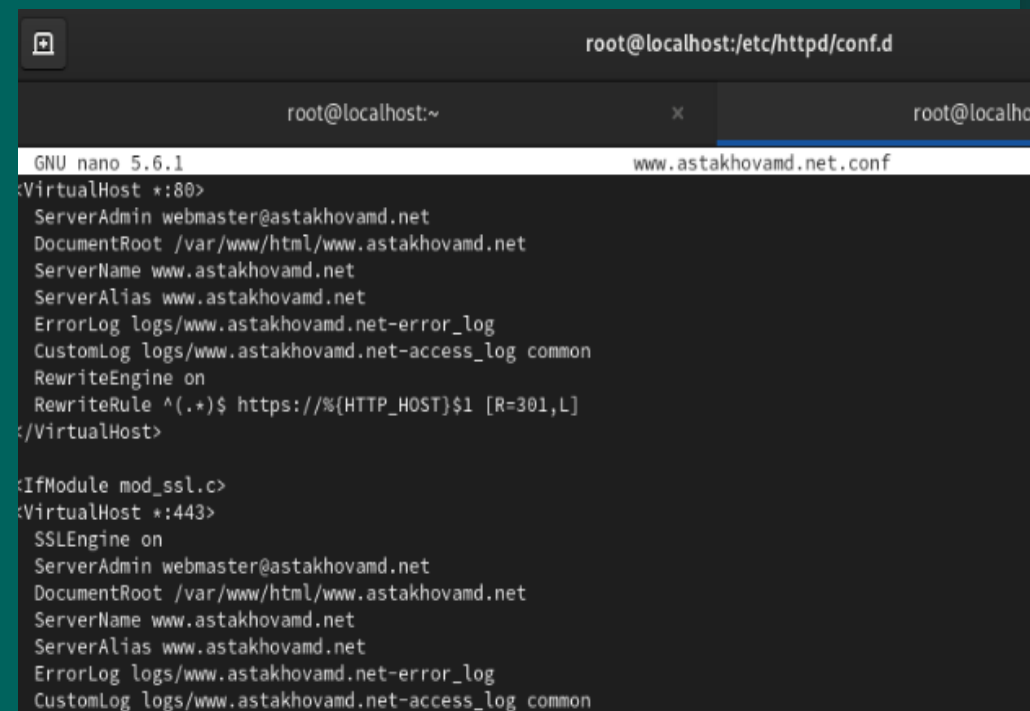 root@localhost:/etc/httpd/conf.d
root@localhost:~ × root@localho
GNU nano 5.6.1 www.astakhovamd.net.conf
<VirtualHost *:80>
ServerAdmin webmaster@astakhovamd.net
DocumentRoot /var/www/html/www.astakhovamd.net
ServerName www.astakhovamd.net
ServerAlias www.astakhovamd.net
ErrorLog logs/www.astakhovamd.net-error_log
CustomLog logs/www.astakhovamd.net-access_log common
RewriteEngine on
RewriteRule ^(.*)$ https://%{HTTP_HOST}$1 [R=301,L]
</VirtualHost>
<IfModule mod_ssl.c>
<VirtualHost *:443>
SSLEngine on
ServerAdmin webmaster@astakhovamd.net
DocumentRoot /var/www/html/www.astakhovamd.net
ServerName www.astakhovamd.net
ServerAlias www.astakhovamd.net
ErrorLog logs/www.astakhovamd.net-error_log
CustomLog logs/www.astakhovamd.net-access_log common